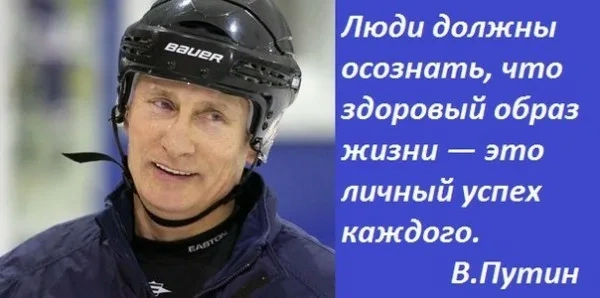 BAUER
EASTON
Люди должны
осознать, что
здоровый образ
жизни — это
личный успех
каждого.
В.Путин